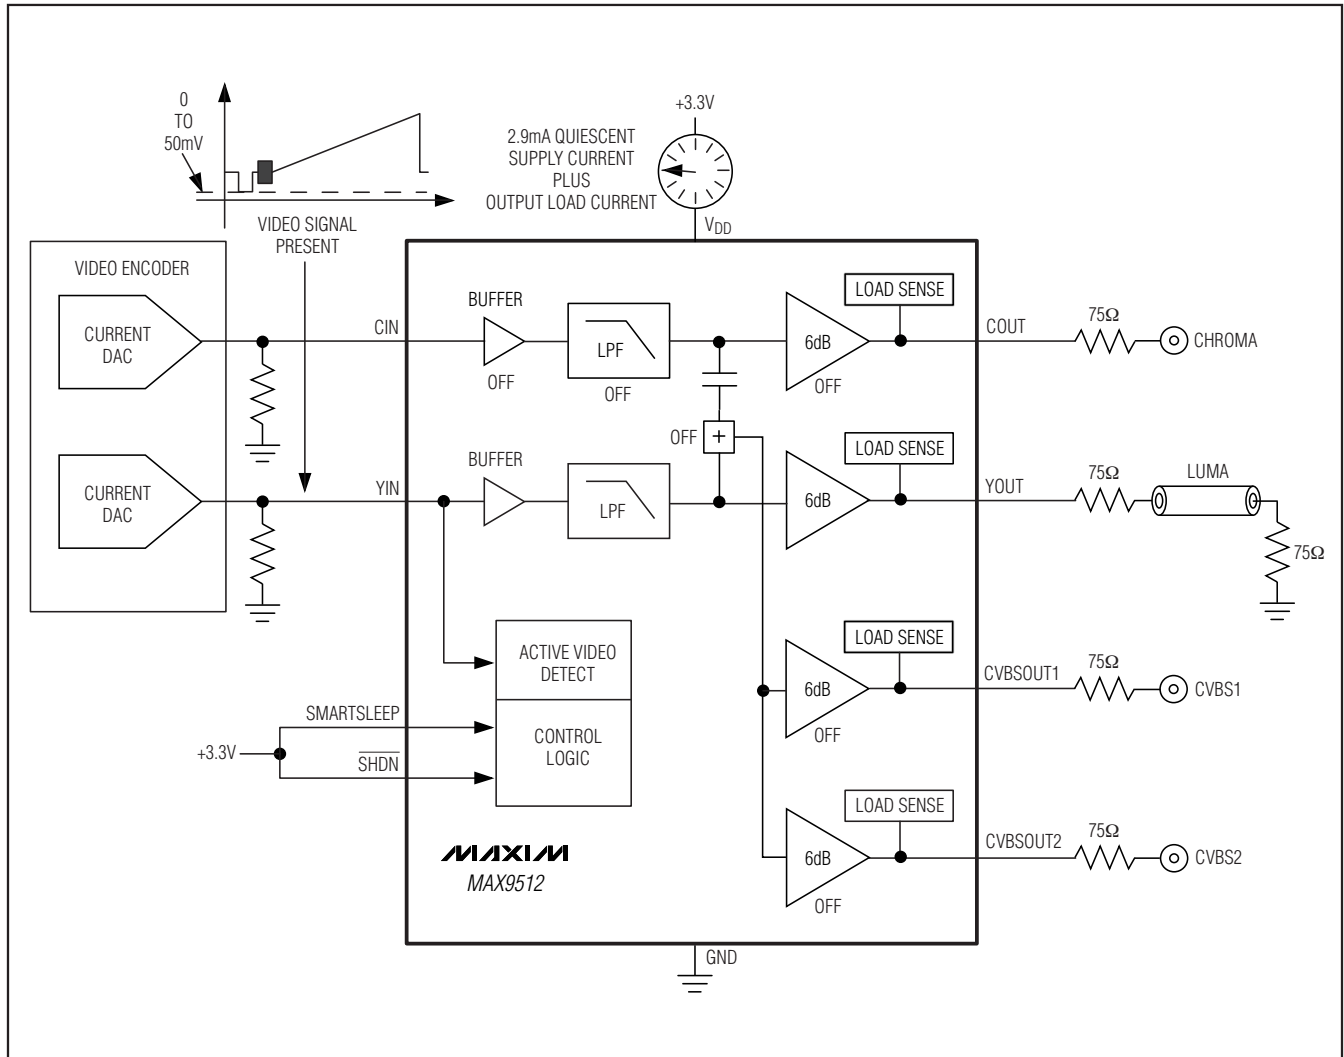 0
TO
50mV
2.9mA QUIESCENT
SUPPLY CURRENT
PLUS
OUTPUT LOAD CURRENT
+3.3V
VDD
VIDEO SIGNAL
PRESENT
VIDEO ENCODER
CURRENT
DAC
CIN
BUFFER
OFF
LPF
OFF
6dB
OFF
LOAD SENSE
COUT
75Ω
CHROMA
OFF
+
CURRENT
DAC
YIN
BUFFER
LPF
6dB
LOAD SENSE
YOUT
75Ω
LUMA
75Ω
ACTIVE VIDEO
DETECT
CONTROL
LOGIC
SMARTSLEEP
+3.3V
SHDN
6dB
OFF
LOAD SENSE
CVBSOUT1
75Ω
CVBS1
6dB
OFF
LOAD SENSE
CVBSOUT2
75Ω
CVBS2
MAXIM
MAX9512
GND